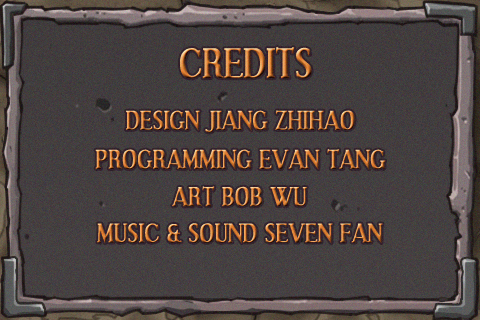 CREDITS
DESIGN JIANG ZHIHAO
PROGRAMMING EVAN TANG
ART BOB WU
MUSIC & SOUND SEVEN FAN